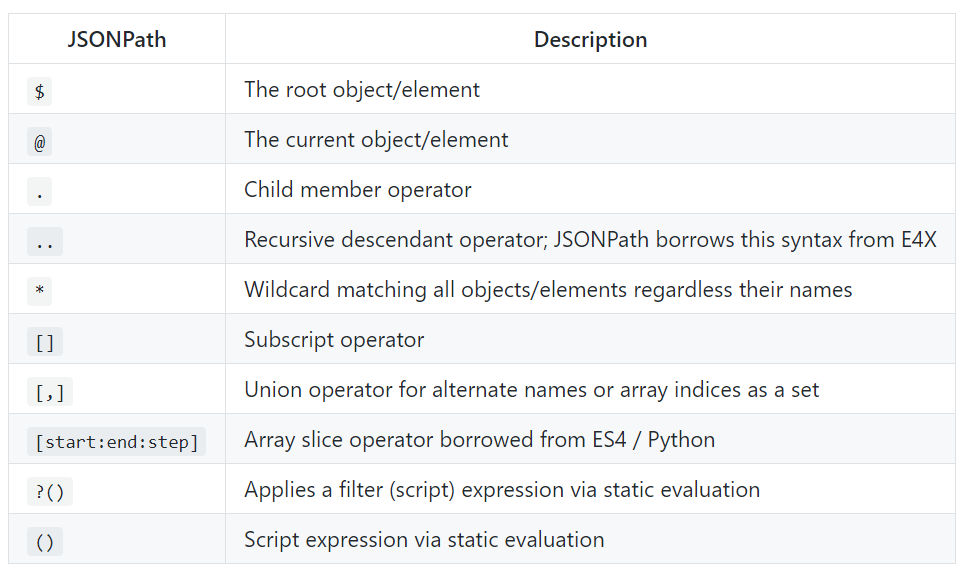 JSONPath Description
$ The root object/element
@ The current object/element
. Child member operator
.. Recursive descendant operator; JSONPath borrows this syntax from E4X
* Wildcard matching all objects/elements regardless their names
[] Subscript operator
[,] Union operator for alternate names or array indices as a set
[start:end:step] Array slice operator borrowed from ES4 / Python
?() Applies a filter (script) expression via static evaluation
() Script expression via static evaluation